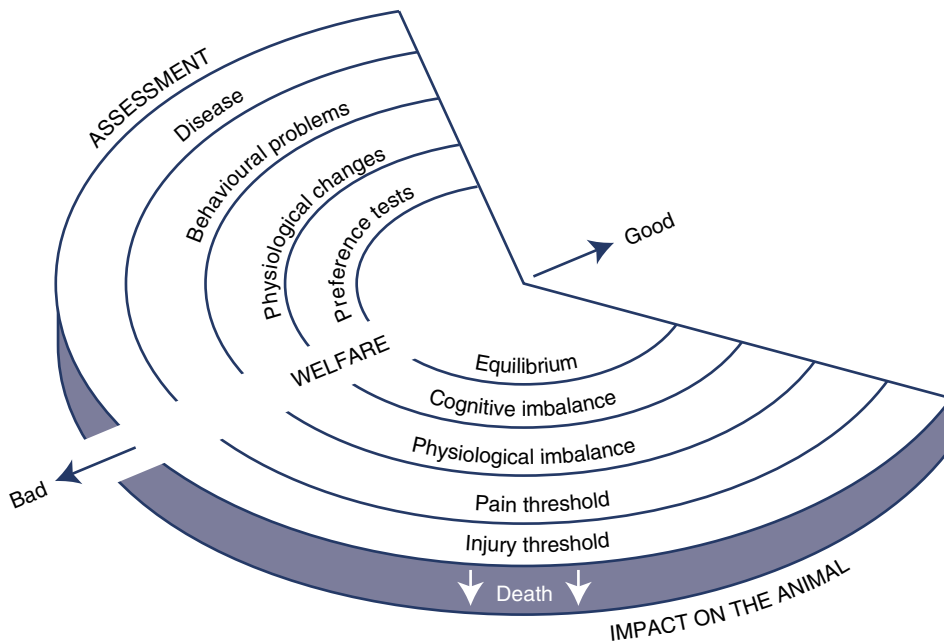 ASSESSMENT
Disease
Behavioural problems
Physiological changes
Preference tests
Good
WELFARE
Equilibrium
Cognitive imbalance
Physiological imbalance
Pain threshold
Injury threshold
Bad
Death
IMPACT ON THE ANIMAL